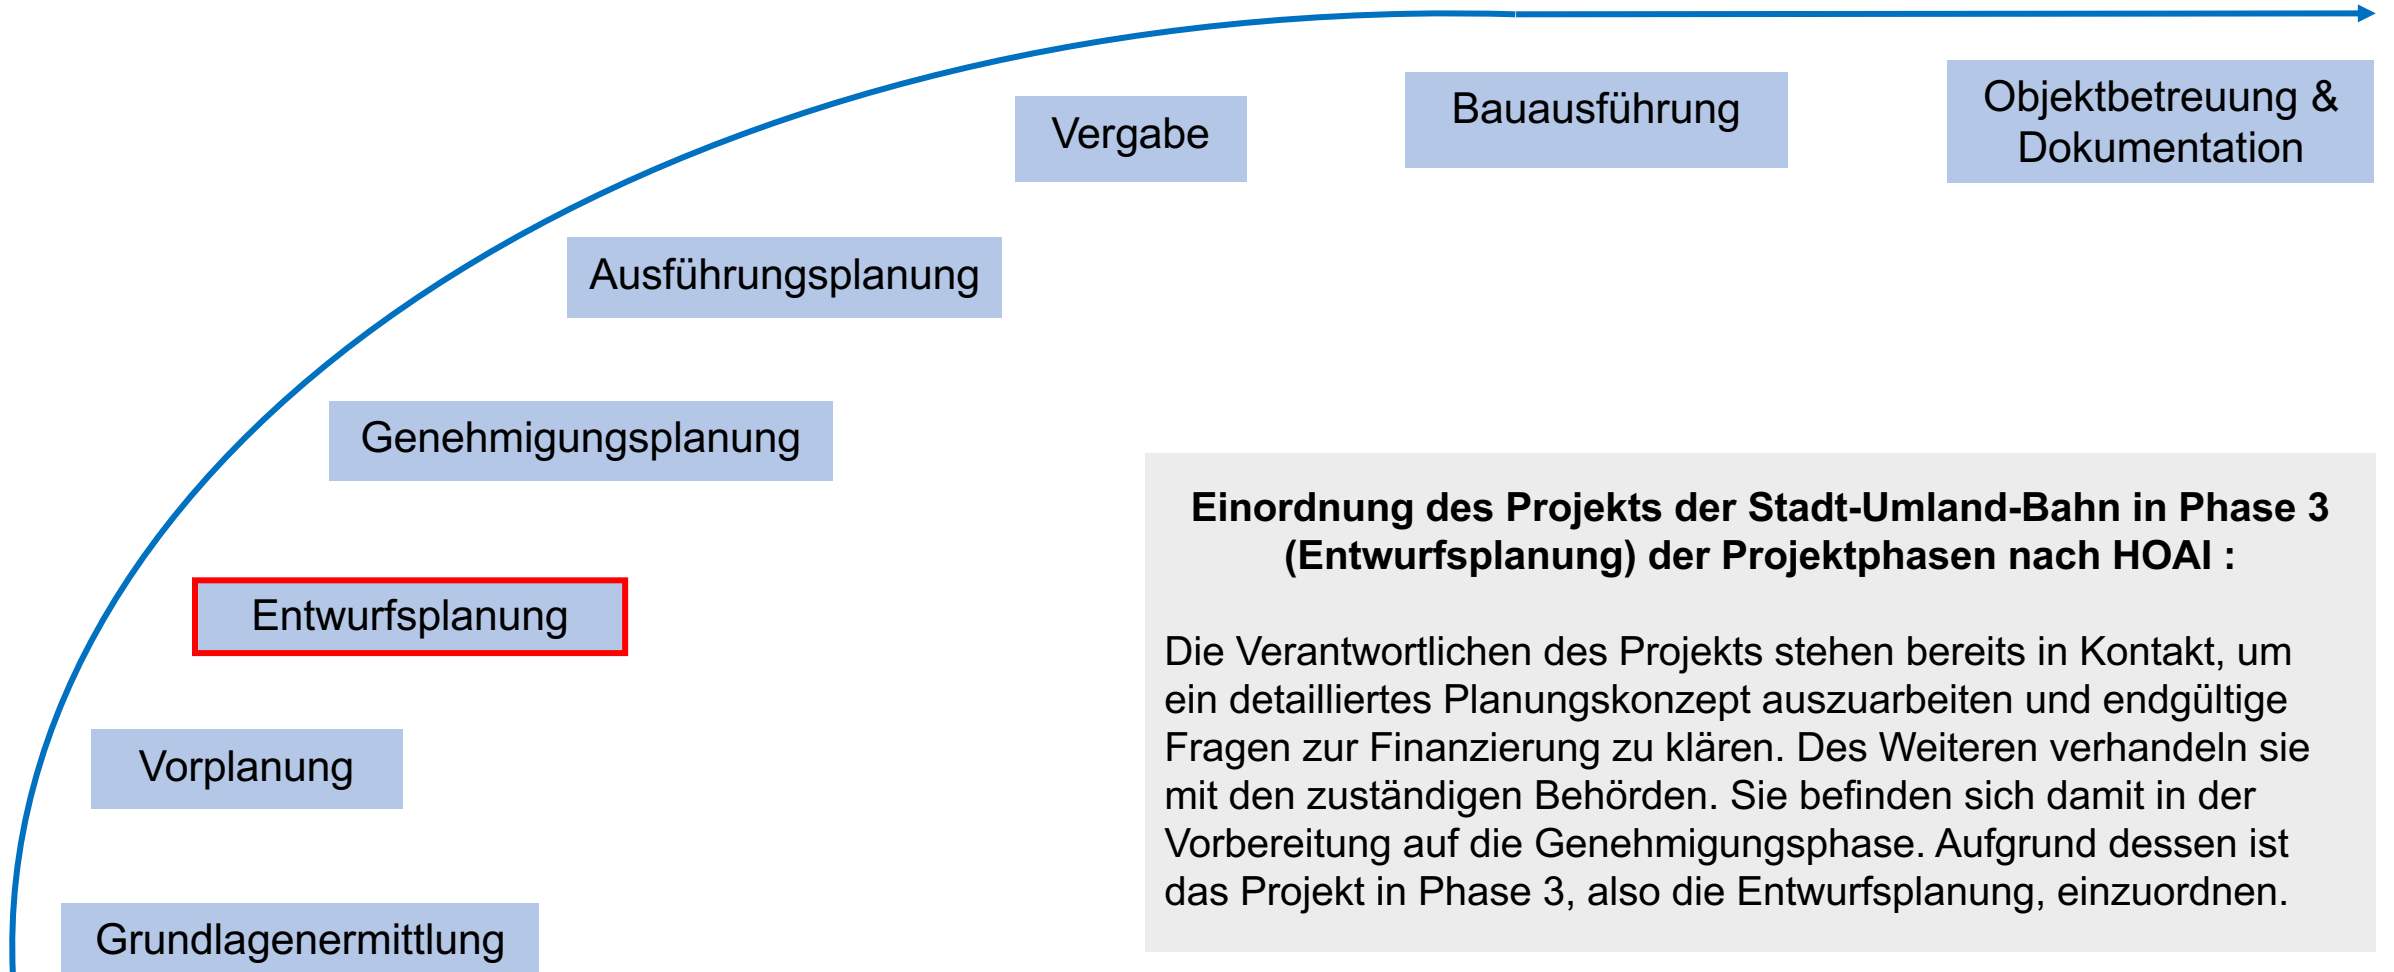 Objektbetreuung &
Dokumentation
Bauausführung
Vergabe
Ausführungsplanung
Genehmigungsplanung
Entwurfsplanung
Vorplanung
Grundlagenermittlung
Einordnung des Projekts der Stadt-Umland-Bahn in Phase 3
(Entwurfsplanung) der Projektphasen nach HOAI :
Die Verantwortlichen des Projekts stehen bereits in Kontakt, um
ein detailliertes Planungskonzept auszuarbeiten und endgültige
Fragen zur Finanzierung zu klären. Des Weiteren verhandeln sie
mit den zuständigen Behörden. Sie befinden sich damit in der
Vorbereitung auf die Genehmigungsphase. Aufgrund dessen ist
das Projekt in Phase 3, also die Entwurfsplanung, einzuordnen.